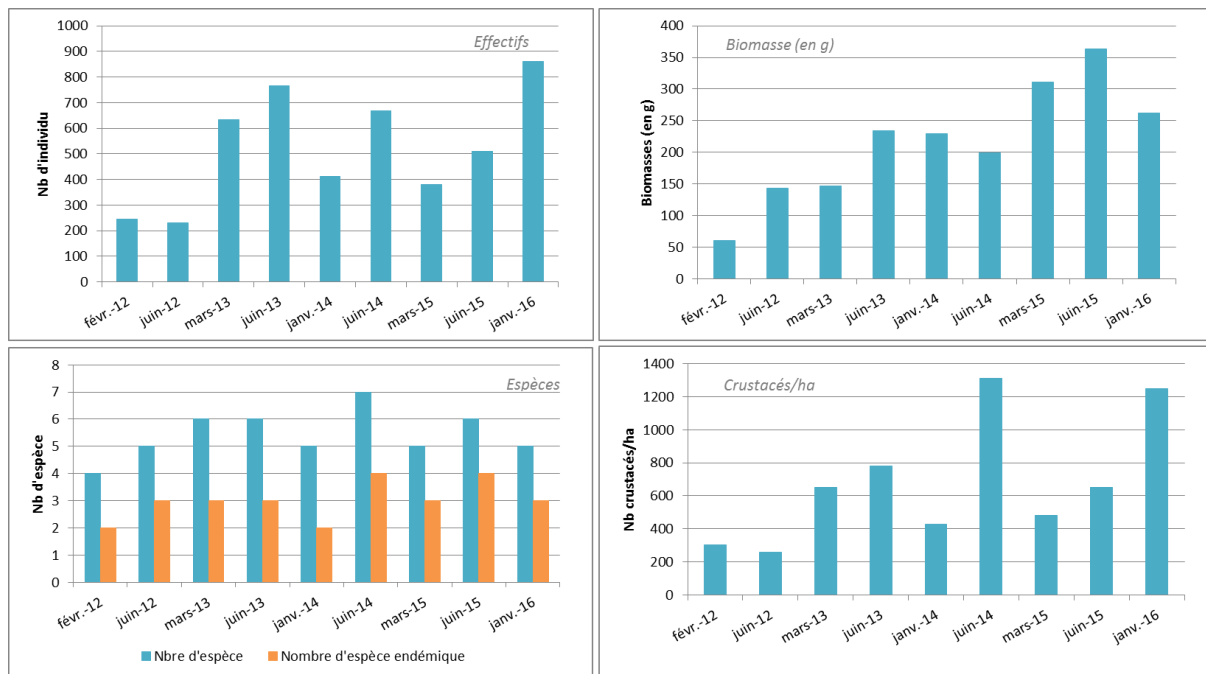 Effectifs
Nb d'individu
1000
900
800
700
600
500
400
300
200
100
0
févr.-12
juin-12
mars-13
juin-13
janv.-14
juin-14
mars-15
juin-15
janv.-16
Biomasse (en g)
Biomasses (en g)
400
350
300
250
200
150
100
50
0
févr.-12
juin-12
mars-13
juin-13
janv.-14
juin-14
mars-15
juin-15
janv.-16
Espèces
Nb d'espèce
8
7
6
5
4
3
2
1
0
févr.-12
juin-12
mars-13
juin-13
janv.-14
juin-14
mars-15
juin-15
janv.-16
Nbre d'espèce
Nombre d'espèce endémique
Crustacés/ha
Nb crustacés/ha
1400
1200
1000
800
600
400
200
0
févr.-12
juin-12
mars-13
juin-13
janv.-14
juin-14
mars-15
juin-15
janv.-16